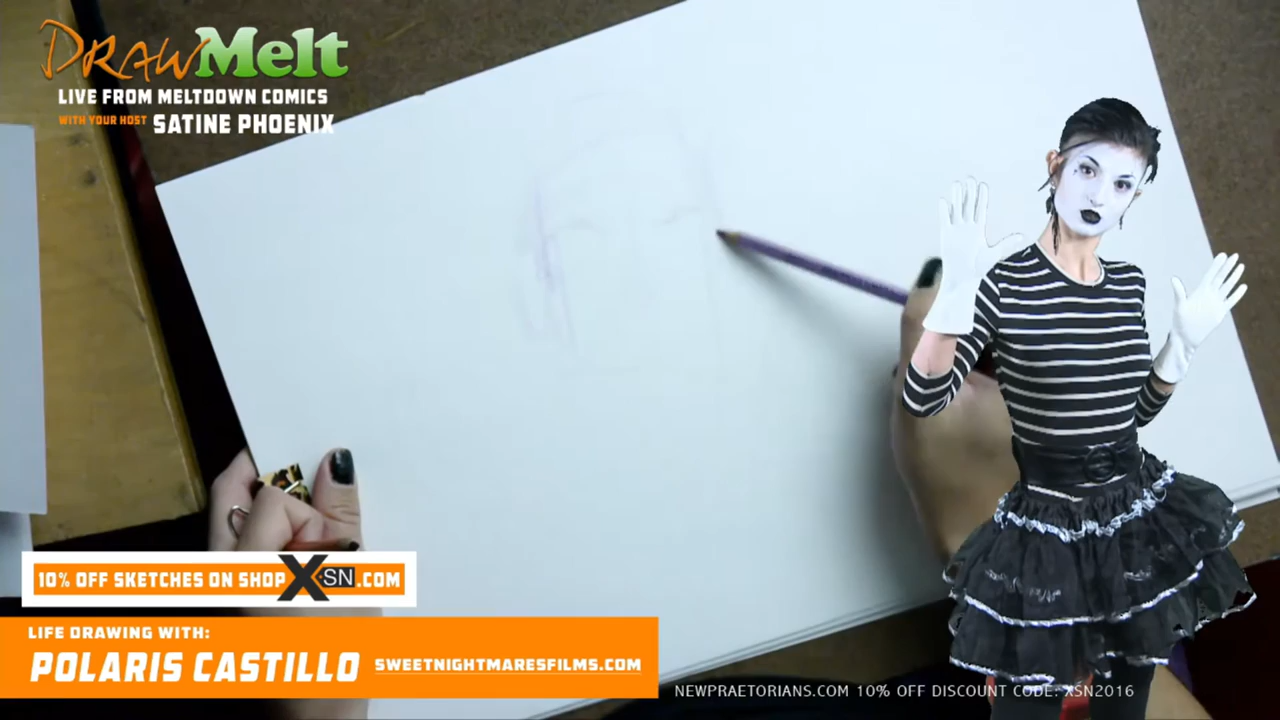 DRAWMelt
LIVE FROM MELTDOWN COMICS
WITH YOUR HOST SATINE PHOENIX
10% OFF SKETCHES ON SHOP XSN.COM
LIFE DRAWING WITH:
POLARIS CASTILLO SWEETNIGHTMARESFILMS.COM
NEWPRAETORIANS.COM 10% OFF DISCOUNT CODE: XSN2016